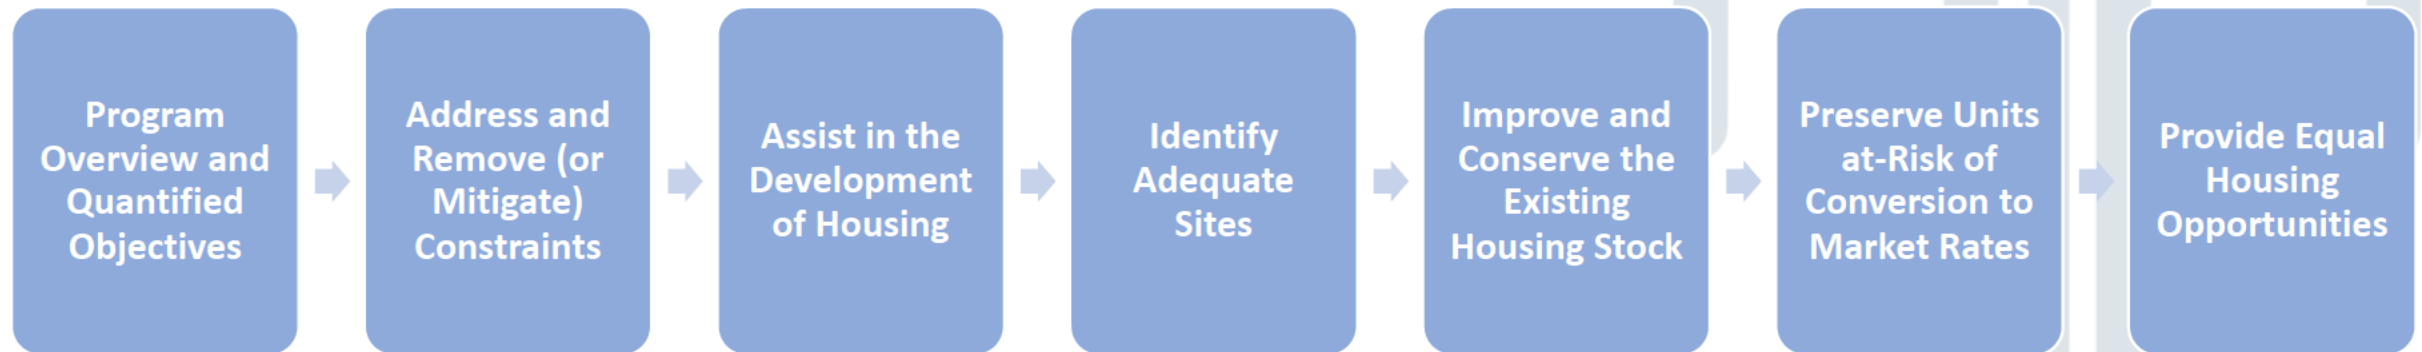 Program
Overview and
Quantified
Objectives
Address and
Remove (or
Mitigate)
Constraints
Assist in the
Development
of Housing
Identify
Adequate
Sites
Improve and
Conserve the
Existing
Housing Stock
Preserve Units
at-Risk of
Conversion to
Market Rates
Provide Equal
Housing
Opportunities